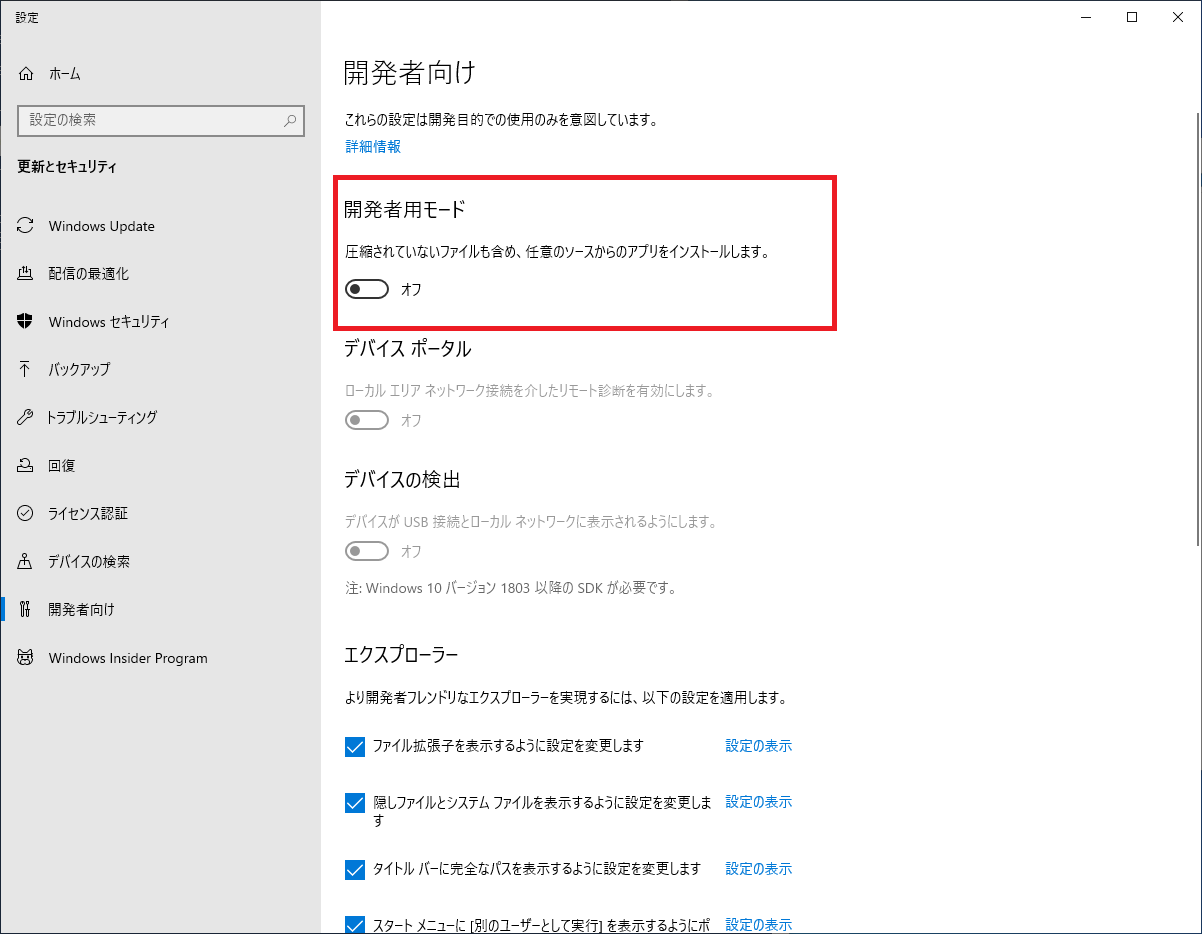 設定
ホーム
設定の検索
更新とセキュリティ
Windows Update
配信の最適化
Windows セキュリティ
バックアップ
トラブルシューティング
回復
ライセンス認証
デバイスの検索
開発者向け
Windows Insider Program
開発者向け
これらの設定は開発目的での使用のみを意図しています。
詳細情報
開発者用モード
圧縮されていないファイルも含め、任意のソースからのアプリをインストールします。
オフ
デバイス ポータル
ローカル エリア ネットワーク接続を介したリモート診断を有効にします。
オフ
デバイスの検出
デバイスが USB 接続とローカル ネットワークに表示されるようにします。
オフ
注: Windows 10 バージョン 1803 以降の SDK が必要です。
エクスプローラー
より開発者フレンドリなエクスプローラーを実現するには、以下の設定を適用します。
ファイル拡張子を表示するように設定を変更します 設定の表示
隠しファイルとシステム ファイルを表示するように設定を変更しま 設定の表示
す
タイトル バーに完全なパスを表示するように設定を変更します 設定の表示
スタート メニューに [別のユーザーとして実行] を表示するようにポ 設定の表示